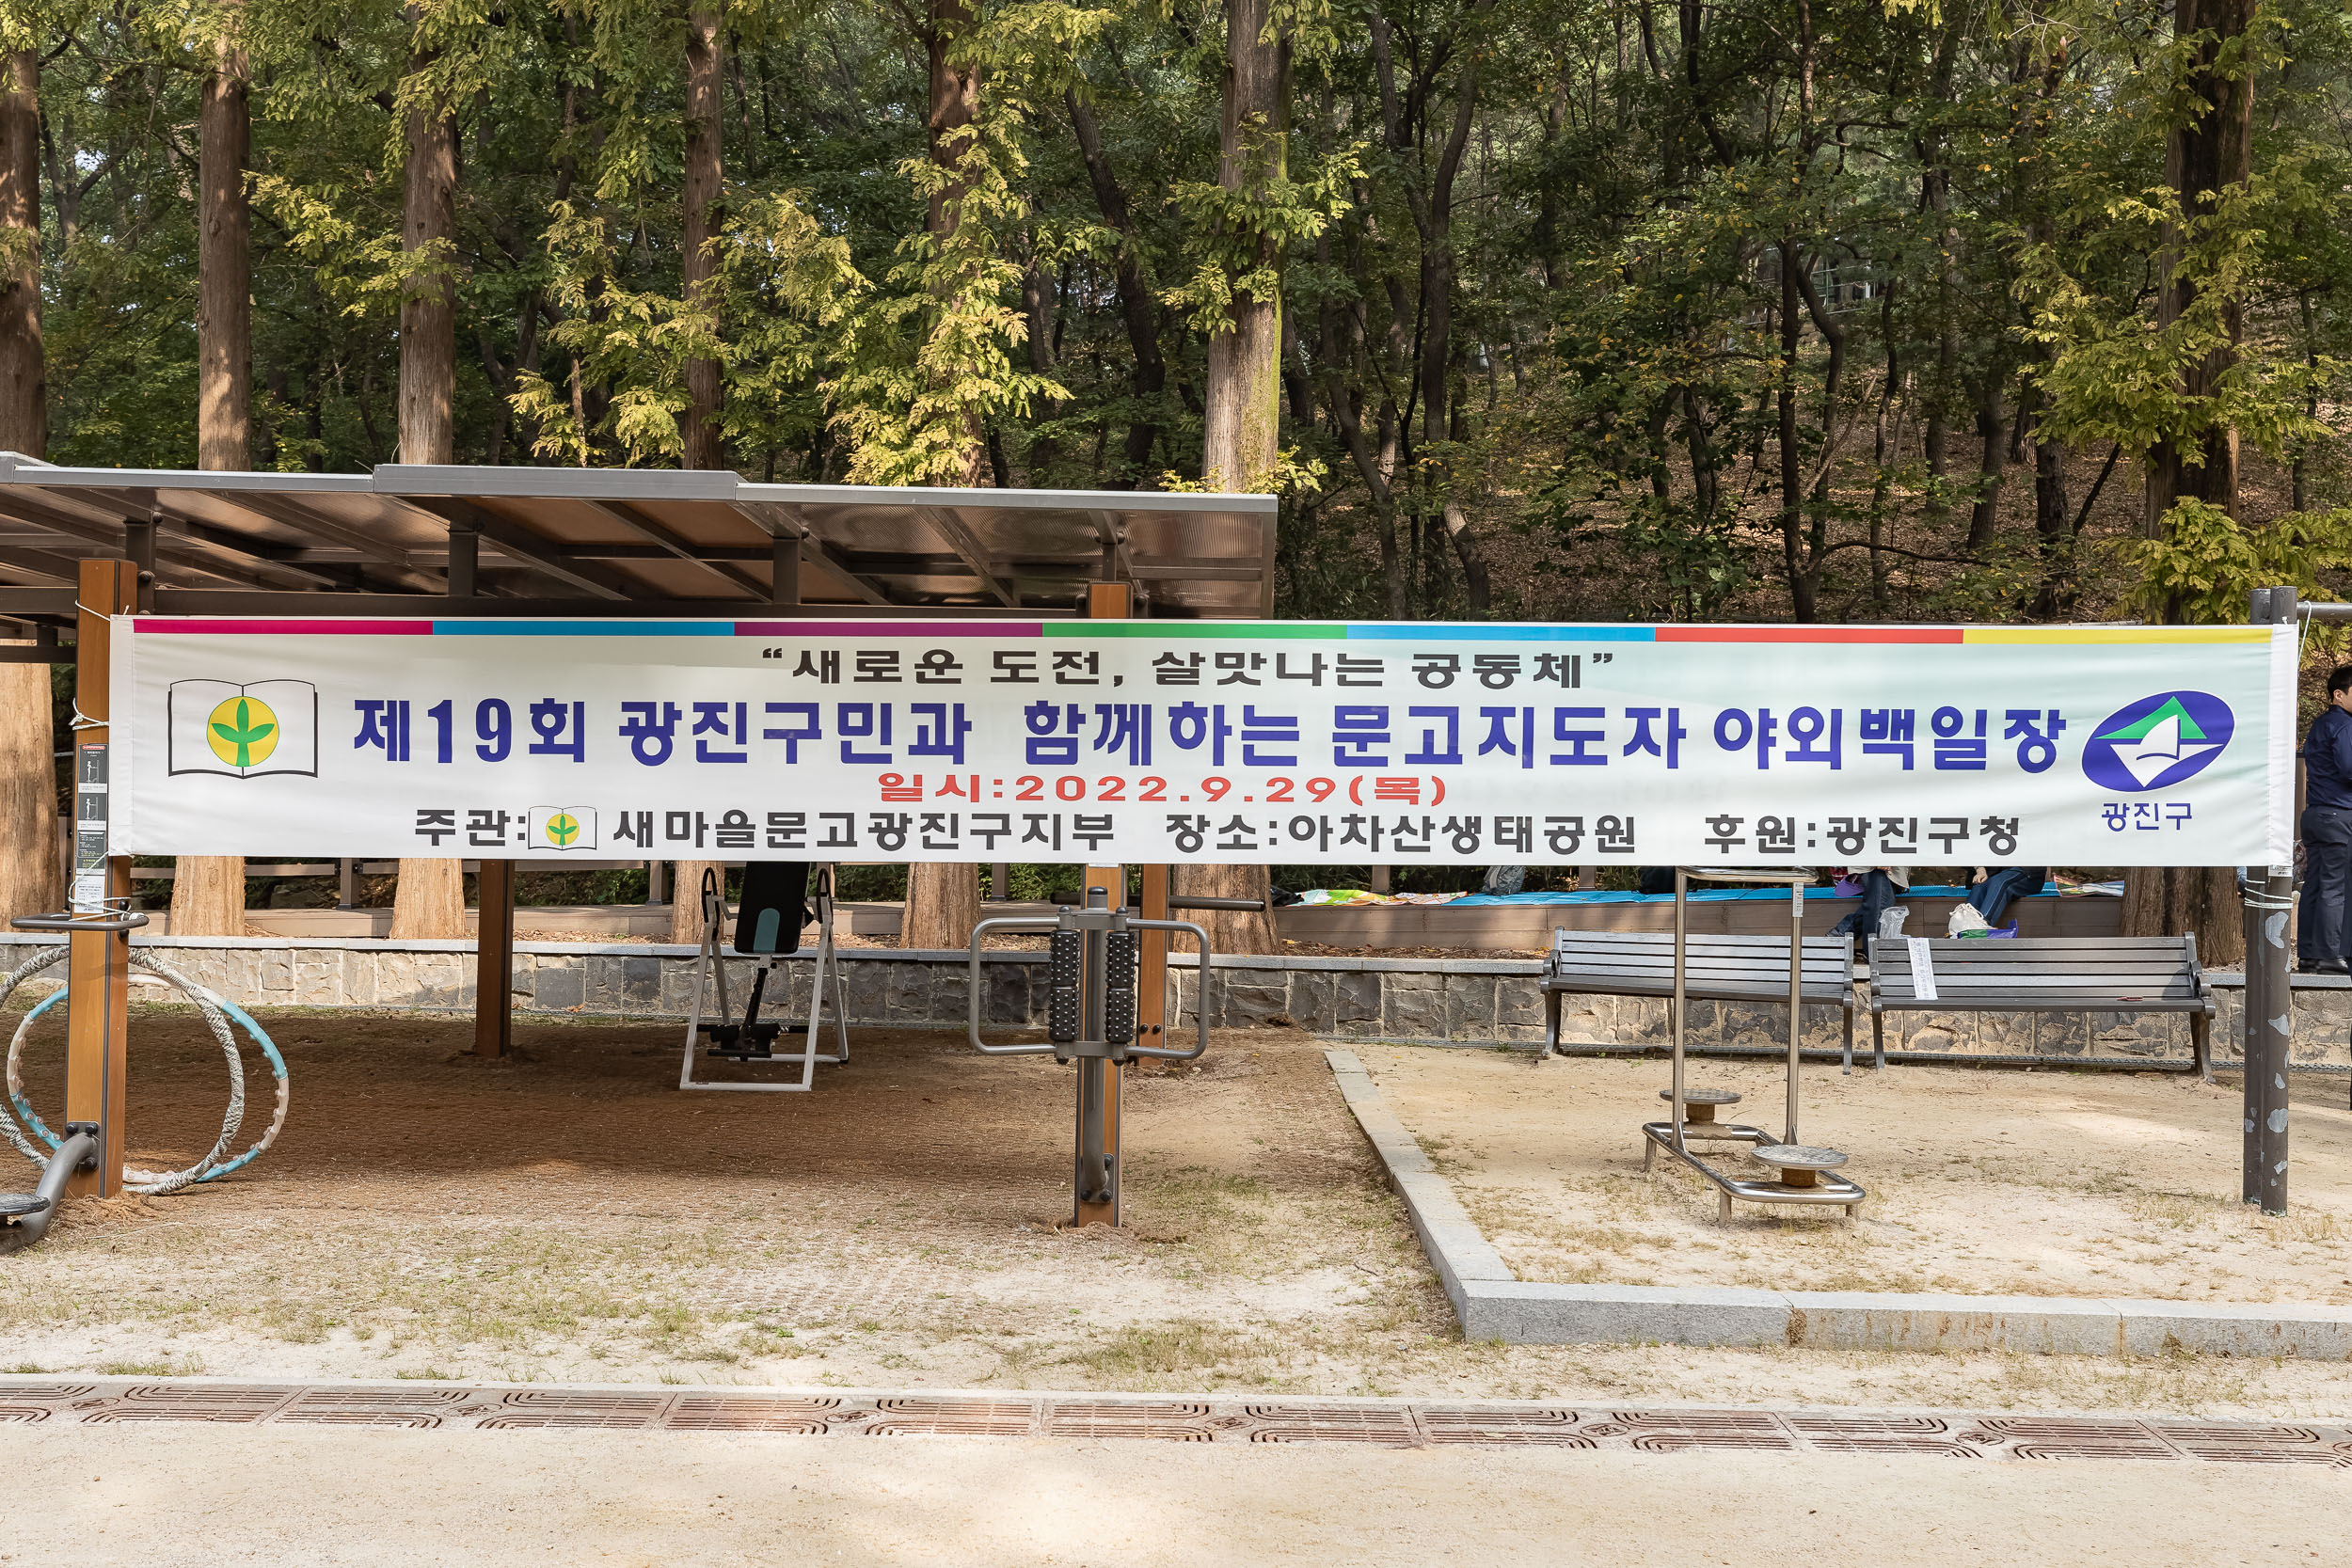 “새로운 도전, 살맛나는 공동체”
제19회 광진구민과 함께하는 문고지도자 야외백일장
일시:2022.9.29(목)
주관: 새마을문고광진구지부 장소:아차산생태공원 후원:광진구청
광진구